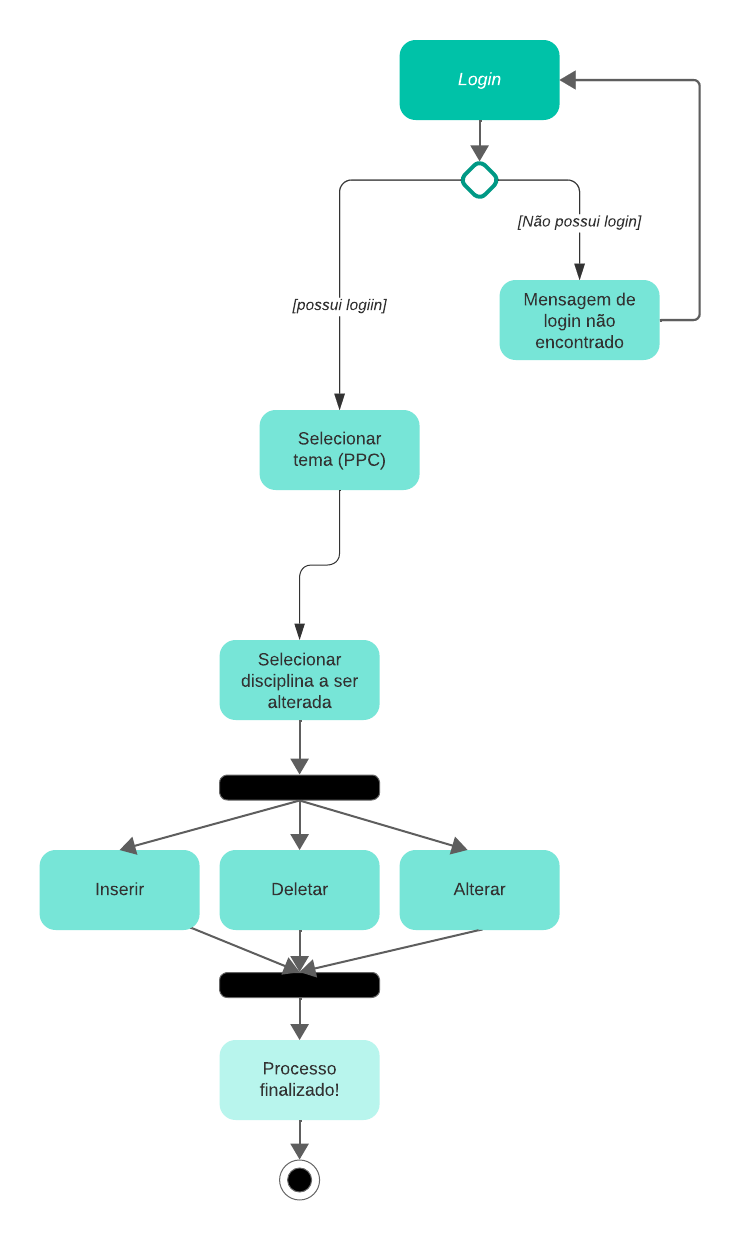 Login
[Não possui login]
[possui logiin]
Mensagem de
login não
encontrado
Selecionar
tema (PPC)
Selecionar
disciplina a ser
alterada
Inserir
Deletar
Alterar
Processo
finalizado!